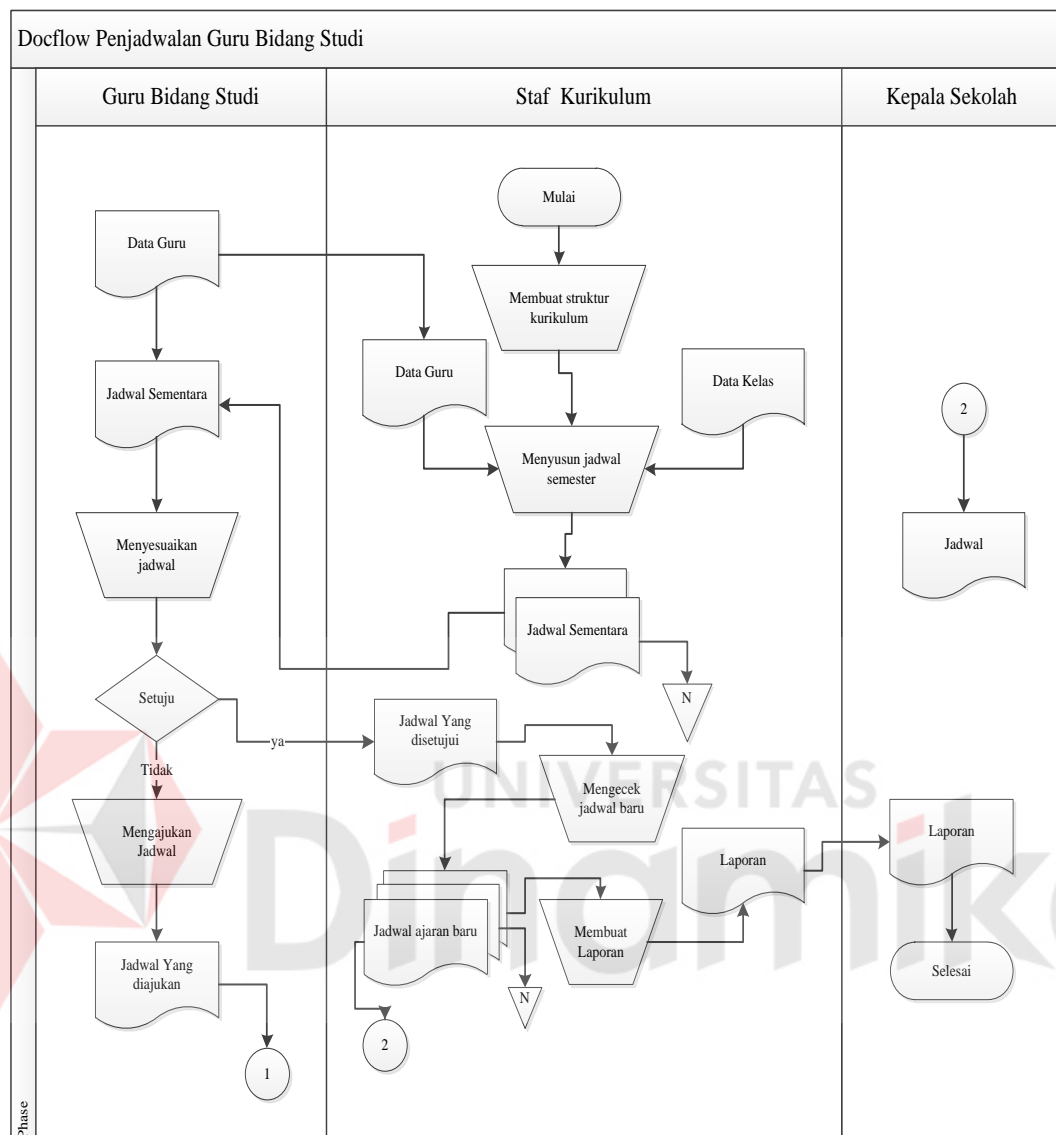 Docflow Penjadwalan Guru Bidang Studi
Guru Bidang Studi
Staf Kurikulum
Kepala Sekolah
Mulai
Data Guru
Membuat struktur
kurikulum
Data Guru
Data Kelas
Jadwal Sementara
2
Menyusun jadwal
semester
Menyesuaikan
jadwal
Jadwal
Jadwal Sementara
N
Setuju
Jadwal Yang
disetujui
ya
Tidak
Mengecek
jadwal baru
UNIVERSITAS
Dinamika
Mengajukan
Jadwal
Laporan
Laporan
Jadwal ajaran baru
Membuat
Laporan
Jadwal Yang
diajukan
N
Selesai
2
1
Phase